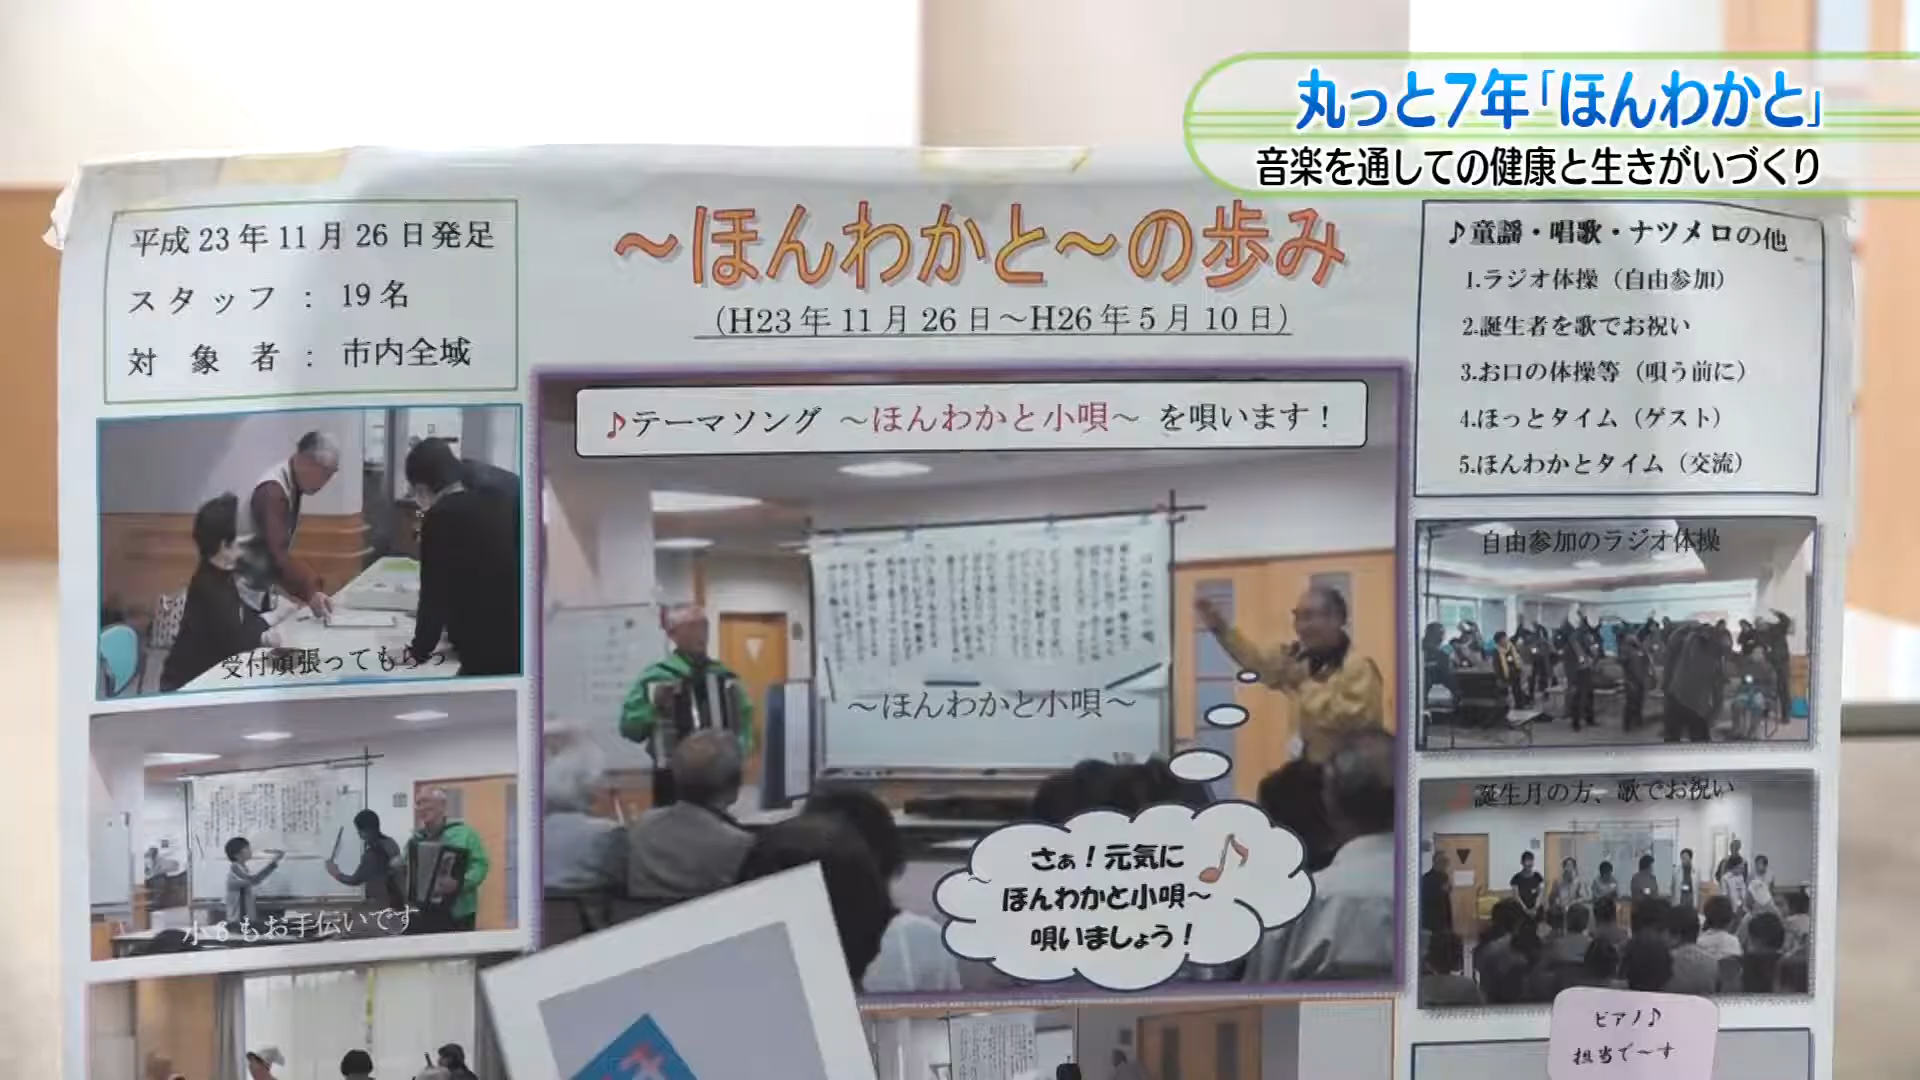 丸っと7年「ほんわかと」
音楽を通しての健康と生きがいづくり
平成23年11月26日発足
スタッフ：19名
対象者：市内全域
～ほんわかと～の歩み
（H23年11月26日～H26年5月10日）
♪童謡・唱歌・ナツメロの他
1.ラジオ体操（自由参加）
2.誕生者を歌でお祝い
3.お口の体操等（唄う前に）
4.ほっとタイム（ゲスト）
5.ほんわかとタイム（交流）
♪テーマソング ～ほんわかと小唄～ を唄います！
～ほんわかと小唄～
さぁ！元気に
ほんわかと小唄～
唄いましょう！
受付頑張ってもらっ
小6もお手伝いです
自由参加のラジオ体操
誕生月の方、歌でお祝い
ピアノ♪
担当で～す